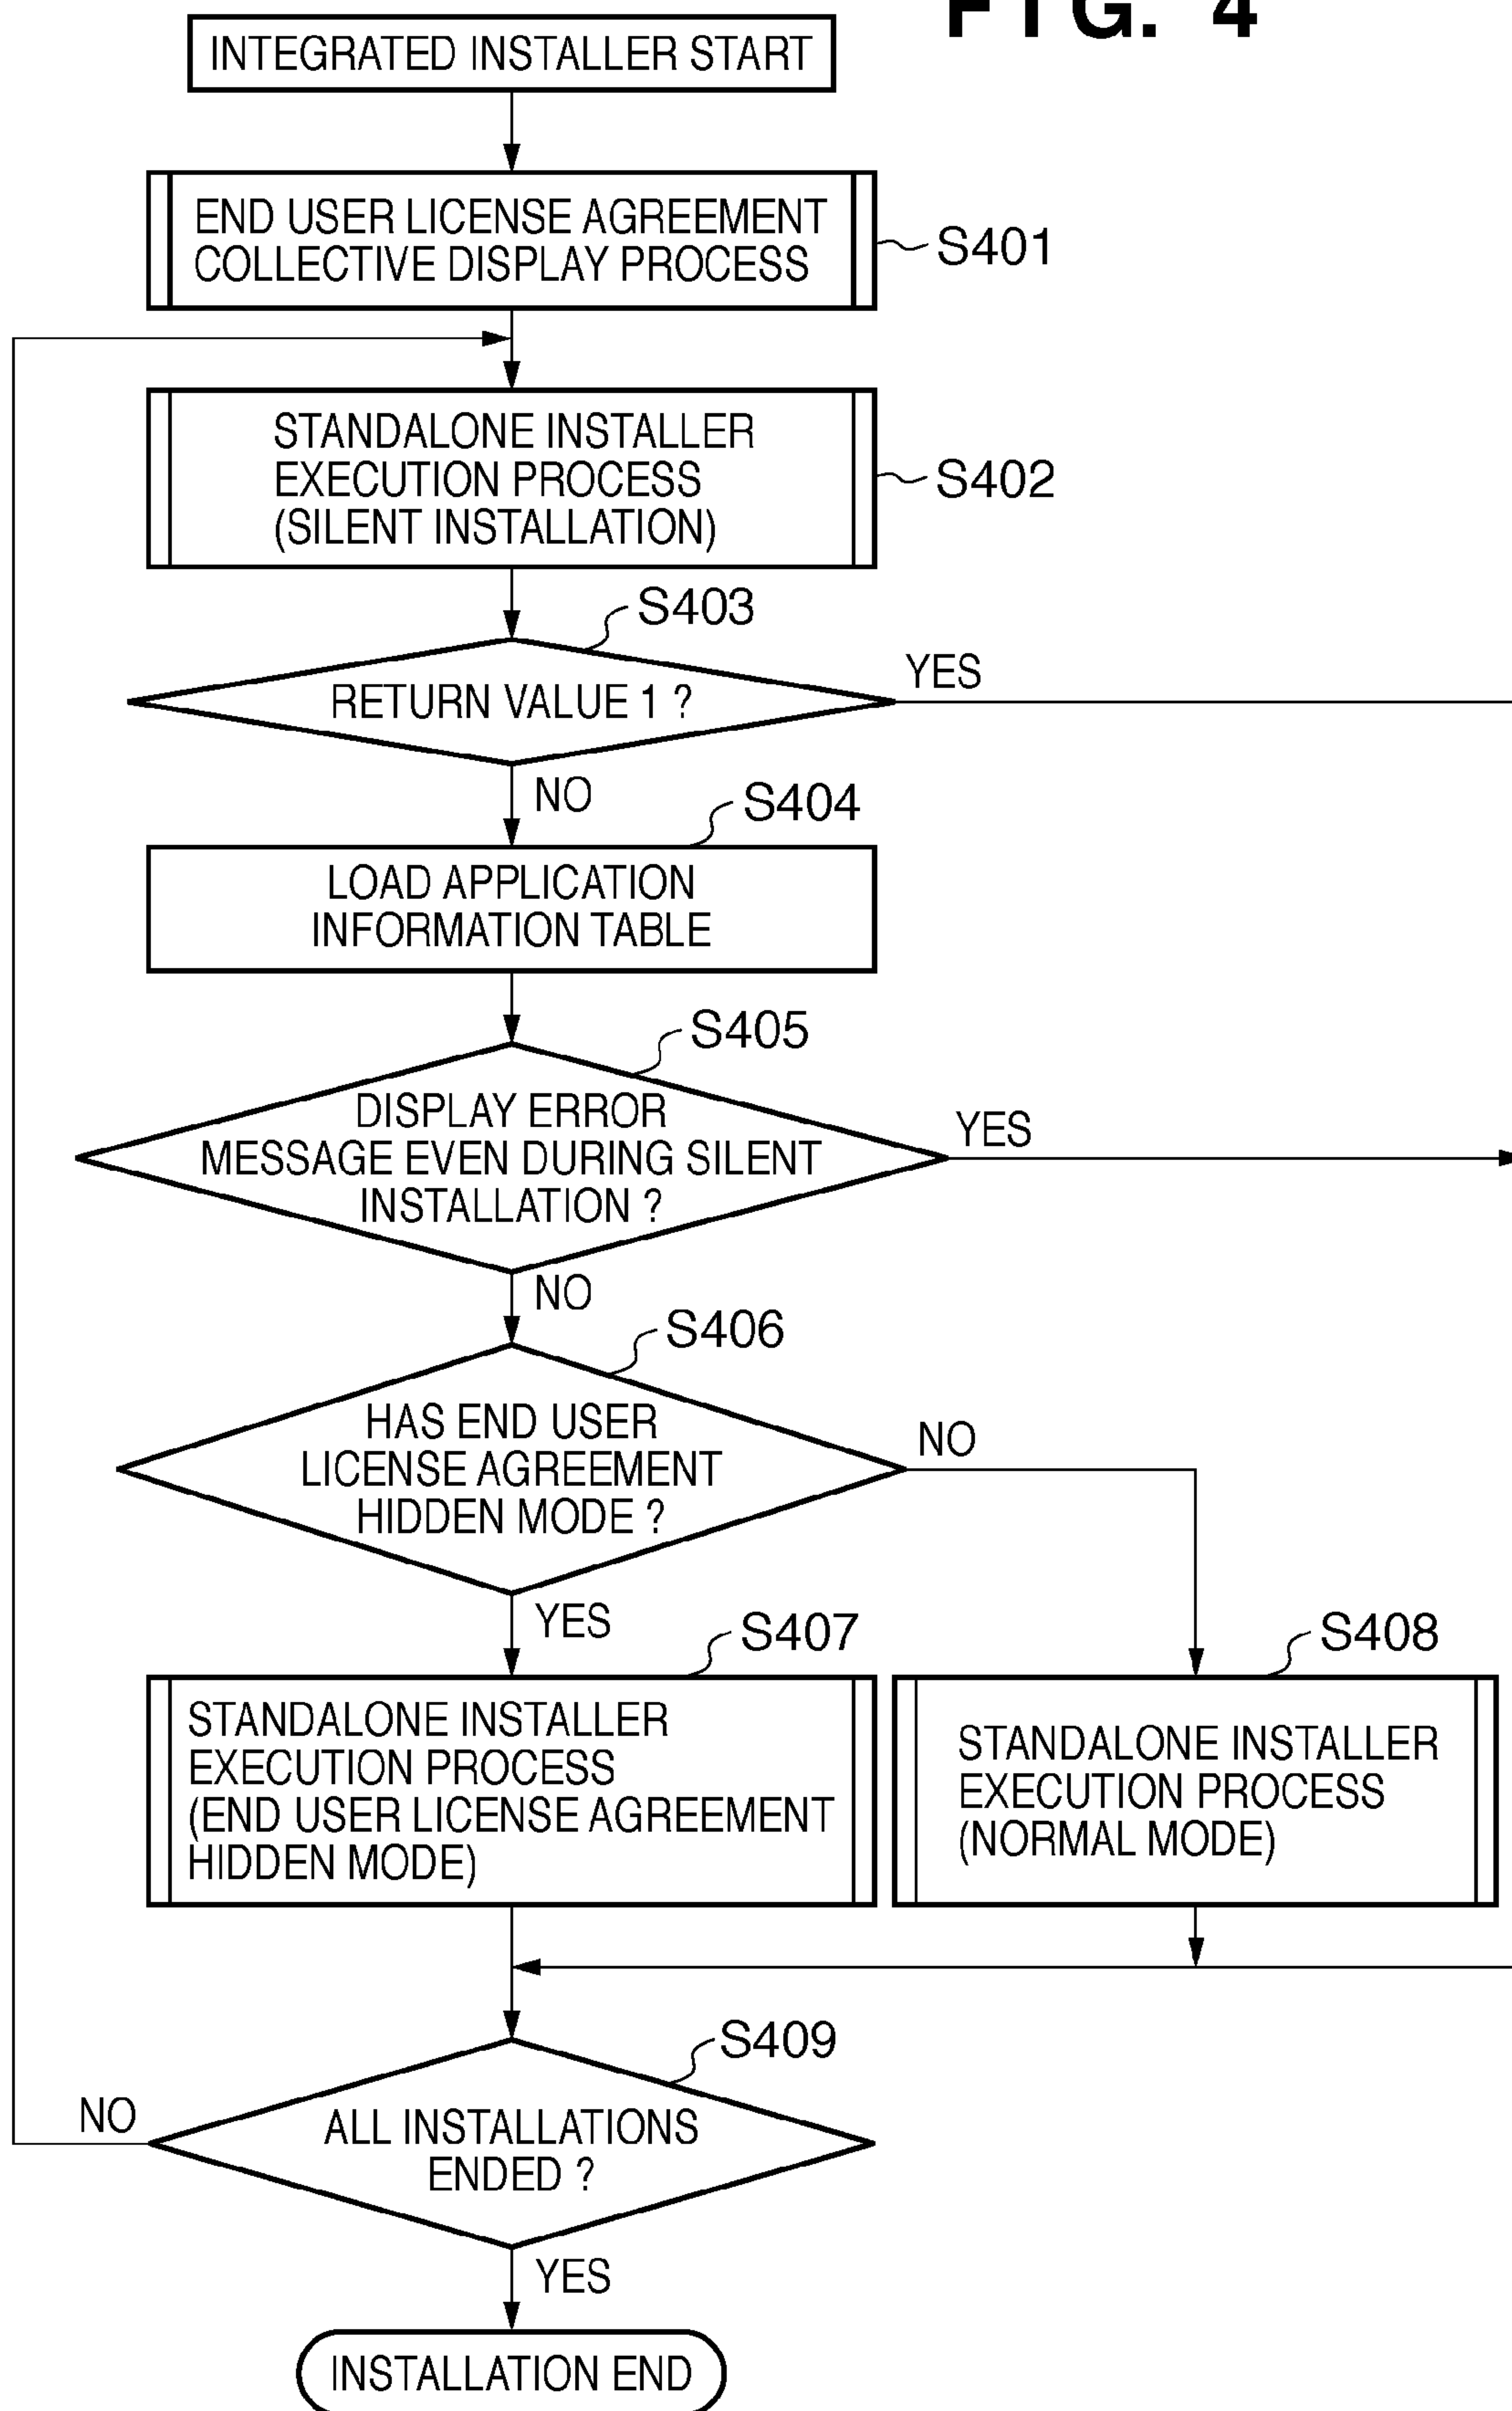 FIG. 4
INTEGRATED INSTALLER START
END USER LICENSE AGREEMENT
COLLECTIVE DISPLAY PROCESS
S401
STANDALONE INSTALLER
EXECUTION PROCESS
(SILENT INSTALLATION)
S402
S403
RETURN VALUE 1 ?
YES
NO
S404
LOAD APPLICATION
INFORMATION TABLE
S405
DISPLAY ERROR
MESSAGE EVEN DURING SILENT
INSTALLATION ?
YES
NO
S406
HAS END USER
LICENSE AGREEMENT
HIDDEN MODE ?
NO
YES
S407
STANDALONE INSTALLER
EXECUTION PROCESS
(END USER LICENSE AGREEMENT
HIDDEN MODE)
S408
STANDALONE INSTALLER
EXECUTION PROCESS
(NORMAL MODE)
S409
ALL INSTALLATIONS
ENDED ?
NO
YES
INSTALLATION END